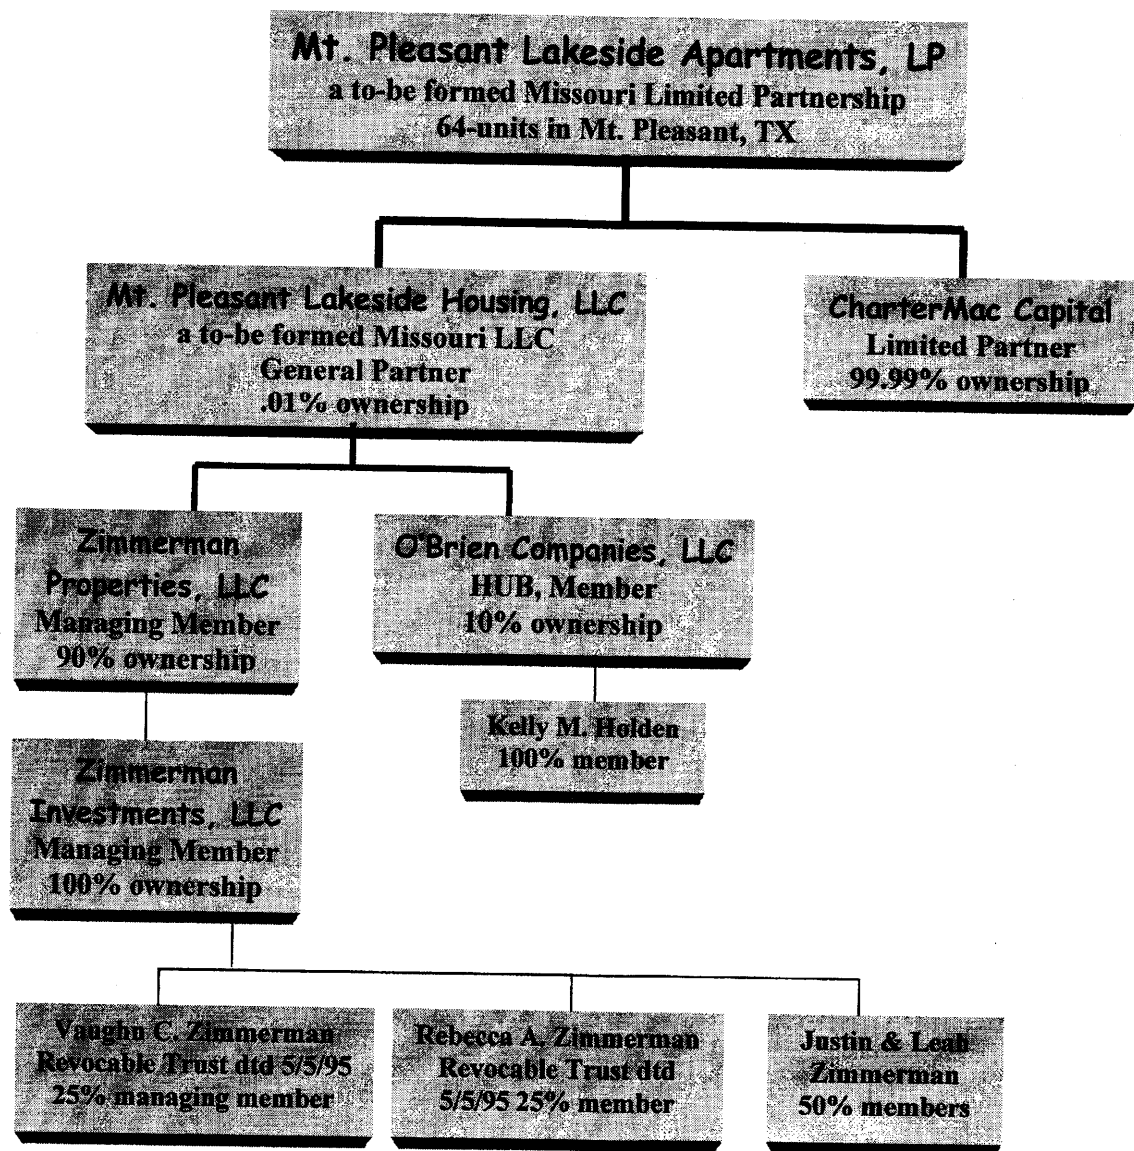 Mt. Pleasant Lakeside Apartments, LP
a to-be formed Missouri Limited Partnership
64-units in Mt. Pleasant, TX
Mt. Pleasant Lakeside Housing, LLC
a to-be formed Missouri LLC
General Partner
.01% ownership
CharterMac Capital
Limited Partner
99.99% ownership
Zimmerman
Properties, LLC
Managing Member
90% ownership
O'Brien Companies, LLC
HUB, Member
10% ownership
Kelly M. Holden
100% member
Zimmerman
Investments, LLC
Managing Member
100% ownership
Vaughn C. Zimmerman
Revocable Trust dtd 5/5/95
25% managing member
Rebecca A. Zimmerman
Revocable Trust dtd
5/5/95 25% member
Justin & Leah
Zimmerman
50% members